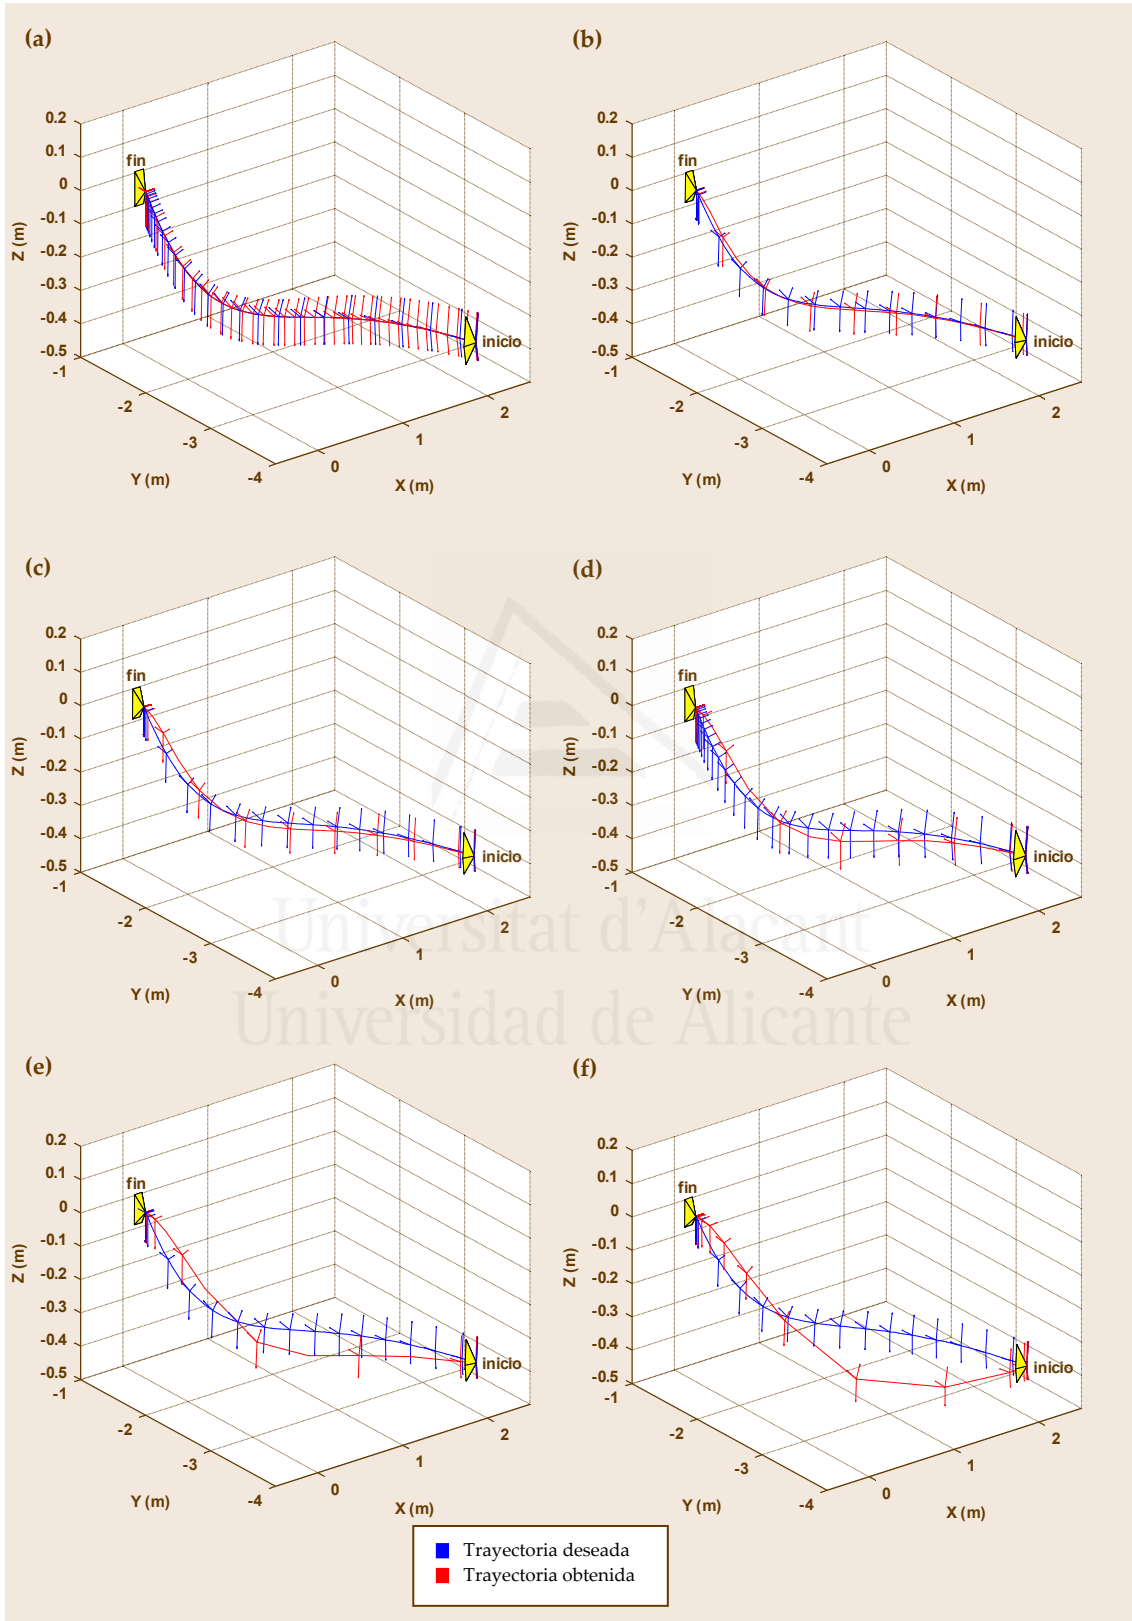 (a)
0.2
0.1
0
-0.1
-0.2
-0.3
-0.4
-0.5
Z (m)
-1
-2
-3
-4
Y (m)
0
1
2
X (m)
fin
inicio
(b)
0.2
0.1
0
-0.1
-0.2
-0.3
-0.4
-0.5
Z (m)
-1
-2
-3
-4
Y (m)
0
1
2
X (m)
fin
inicio
(c)
0.2
0.1
0
-0.1
-0.2
-0.3
-0.4
-0.5
Z (m)
-1
-2
-3
-4
Y (m)
0
1
2
X (m)
fin
inicio
(d)
0.2
0.1
0
-0.1
-0.2
-0.3
-0.4
-0.5
Z (m)
-1
-2
-3
-4
Y (m)
0
1
2
X (m)
fin
inicio
Universitat d'Alacant
Universidad de Alicante
(e)
0.2
0.1
0
-0.1
-0.2
-0.3
-0.4
-0.5
Z (m)
-1
-2
-3
-4
Y (m)
0
1
2
X (m)
fin
inicio
(f)
0.2
0.1
0
-0.1
-0.2
-0.3
-0.4
-0.5
Z (m)
-1
-2
-3
-4
Y (m)
0
1
2
X (m)
fin
inicio
Trayectoria deseada
Trayectoria obtenida